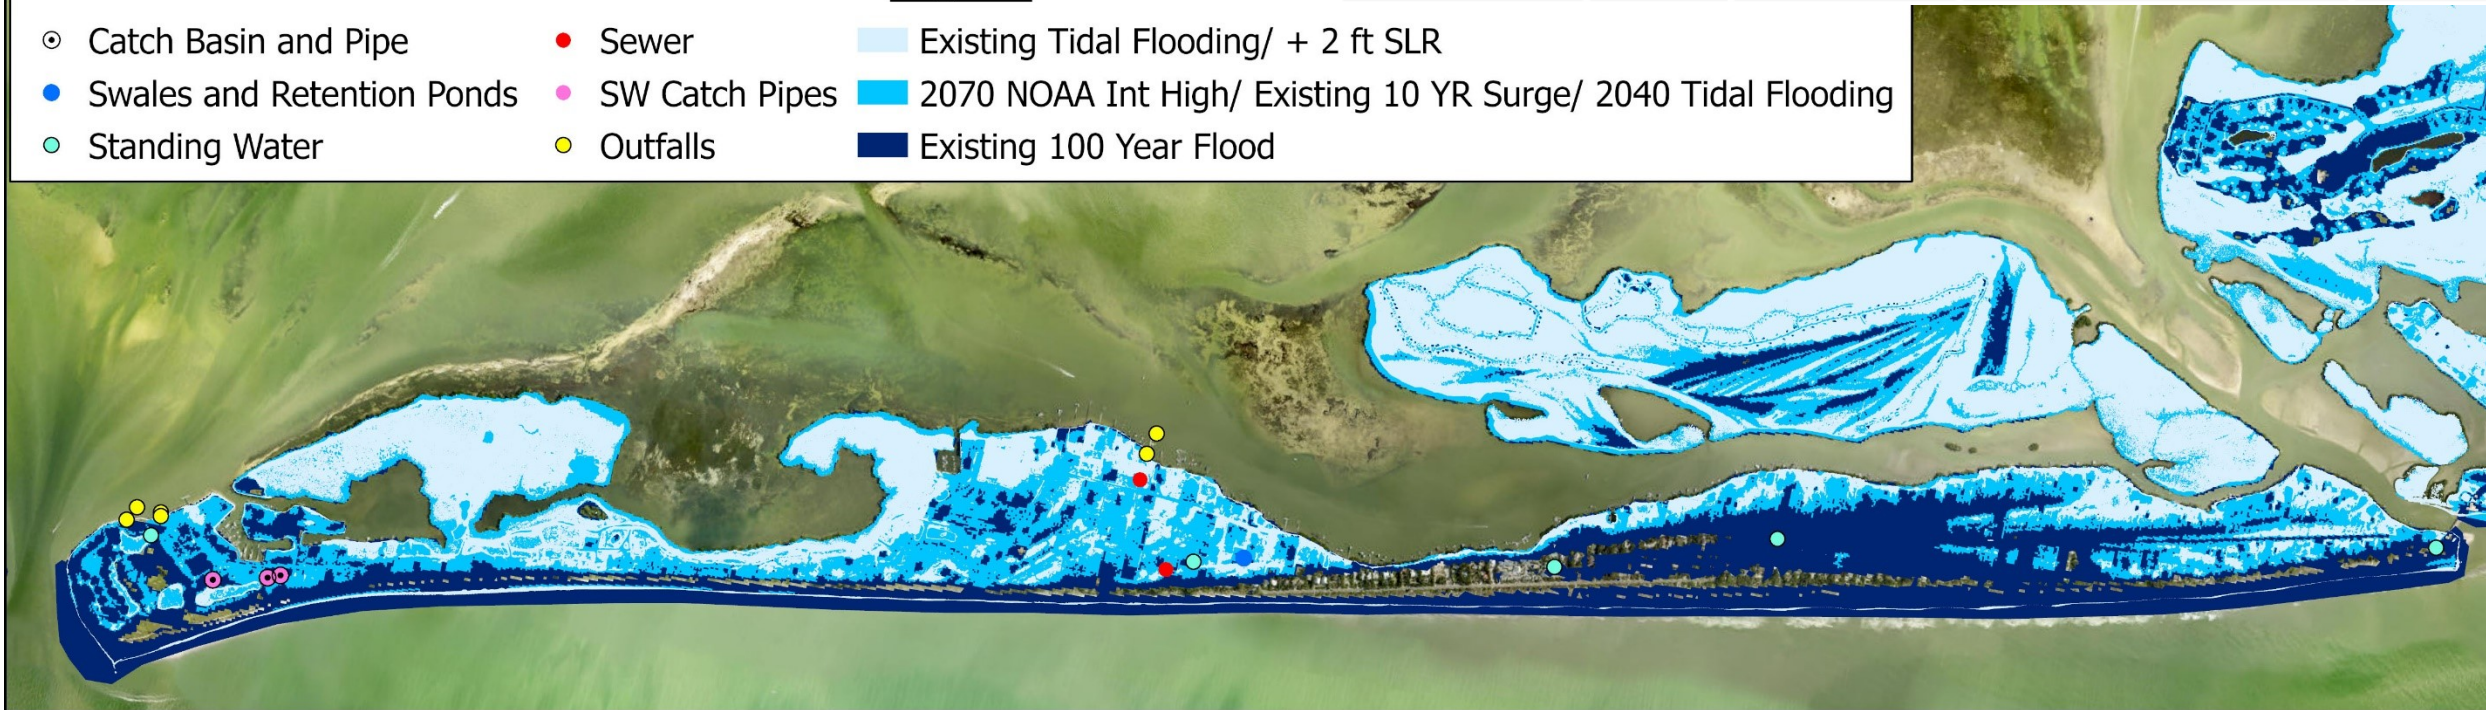 Catch Basin and Pipe
Swales and Retention Ponds
Standing Water
Sewer
SW Catch Pipes
Outfalls
Existing Tidal Flooding/ + 2 ft SLR
2070 NOAA Int High/ Existing 10 YR Surge/ 2040 Tidal Flooding
Existing 100 Year Flood